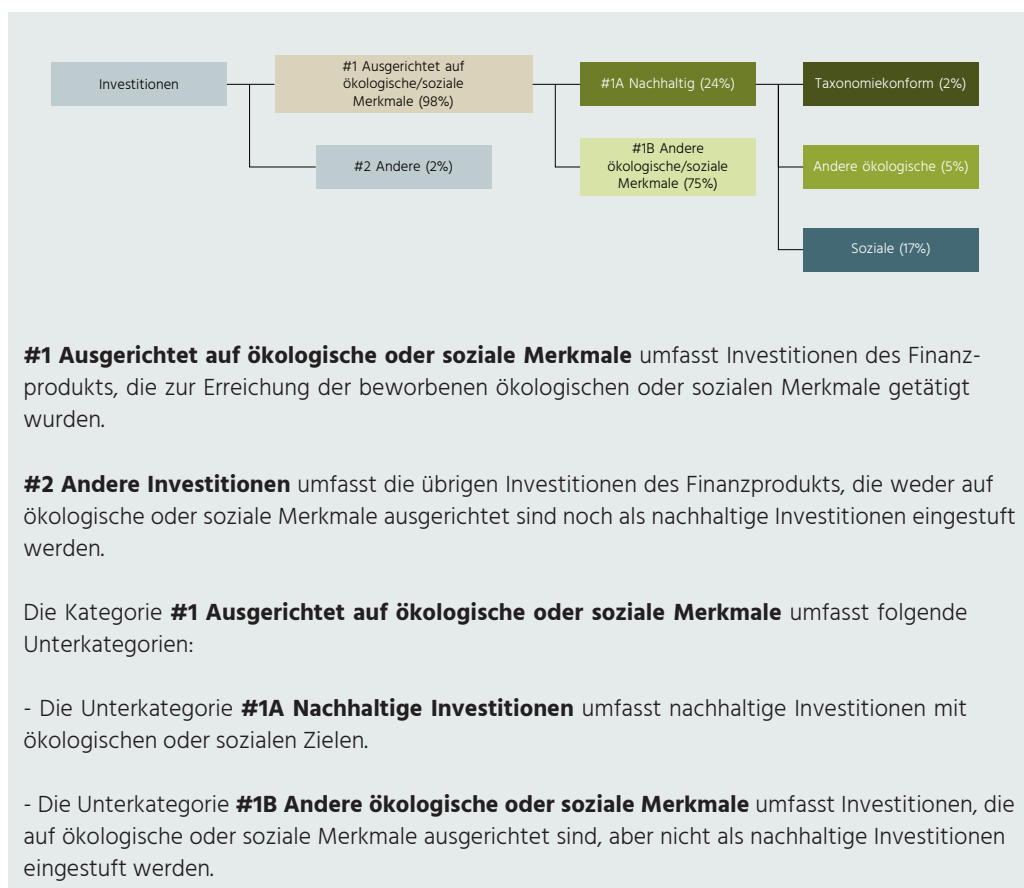 Investitionen
#1 Ausgerichtet auf
ökologische/soziale
Merkmale (98%)
#1A Nachhaltig (24%)
Taxonomiekonform (2%)
#2 Andere (2%)
#1B Andere
ökologische/soziale
Merkmale (75%)
Andere ökologische (5%)
Soziale (17%)
#1 Ausgerichtet auf ökologische oder soziale Merkmale umfasst Investitionen des Finanz-
produkts, die zur Erreichung der beworbenen ökologischen oder sozialen Merkmale getätigt
wurden.
#2 Andere Investitionen umfasst die übrigen Investitionen des Finanzprodukts, die weder auf
ökologische oder soziale Merkmale ausgerichtet sind noch als nachhaltige Investitionen eingestuft
werden.
Die Kategorie #1 Ausgerichtet auf ökologische oder soziale Merkmale umfasst folgende
Unterkategorien:
- Die Unterkategorie #1A Nachhaltige Investitionen umfasst nachhaltige Investitionen mit
ökologischen oder sozialen Zielen.
- Die Unterkategorie #1B Andere ökologische oder soziale Merkmale umfasst Investitionen, die
auf ökologische oder soziale Merkmale ausgerichtet sind, aber nicht als nachhaltige Investitionen
eingestuft werden.